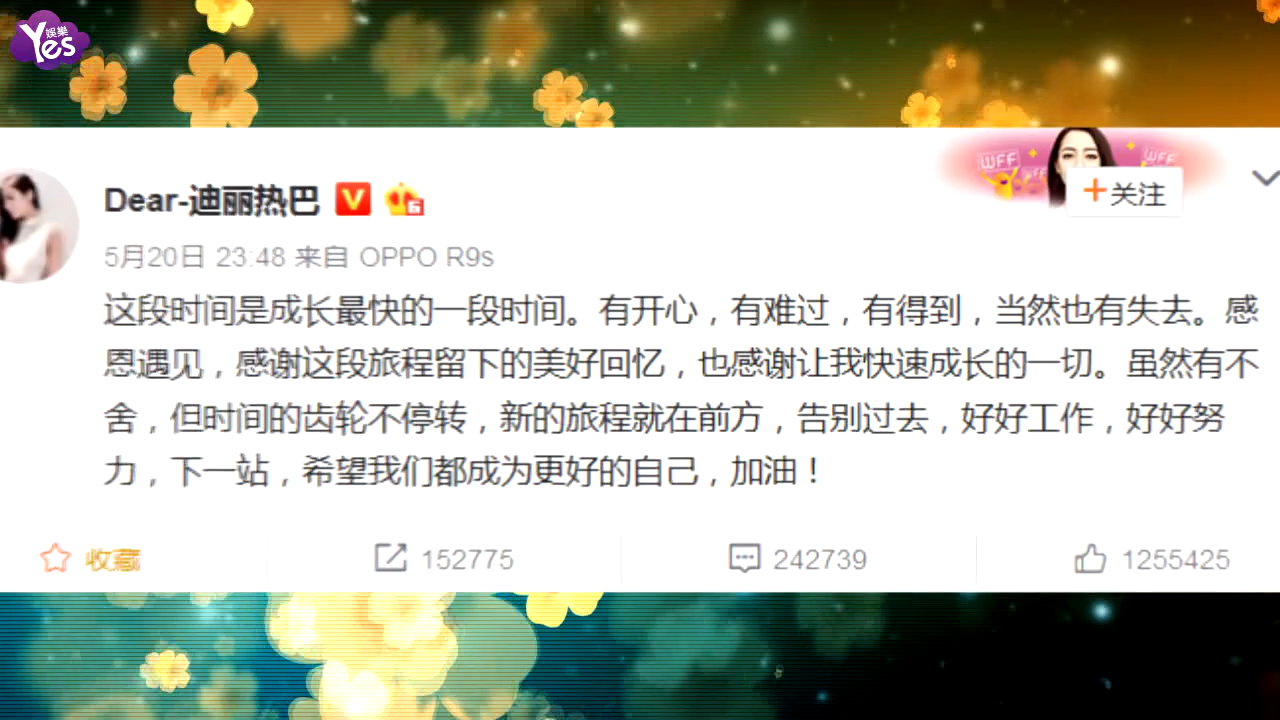 娛樂
Yes
WFF
WFF
Dear-迪丽热巴
V
+关注
5月20日 23:48 来自 OPPO R9s
这段时间是成长最快的一段时间。有开心，有难过，有得到，当然也有失去。感
恩遇见，感谢这段旅程留下的美好回忆，也感谢让我快速成长的一切。虽然有不
舍，但时间的齿轮不停转，新的旅程就在前方，告别过去，好好工作，好好努
力，下一站，希望我们都成为更好的自己，加油！
收藏
152775
242739
1255425